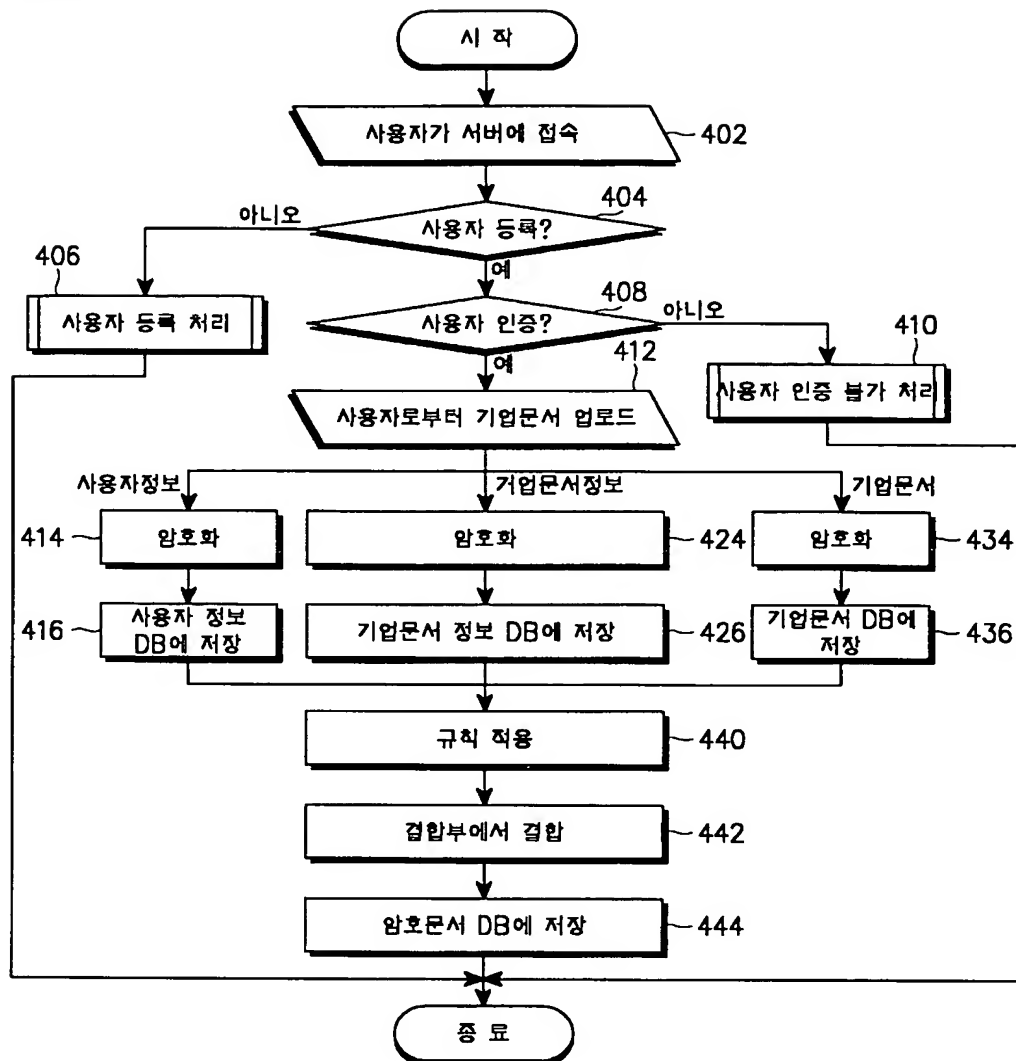 시 작
사용자가 서버에 접속
402
404
아니오
사용자 등록?
예
406
사용자 등록 처리
408
사용자 인증?
아니오
예
410
사용자 인증 불가 처리
412
사용자로부터 기업문서 업로드
사용자정보
기업문서정보
기업문서
414
암호화
암호화
424
암호화
434
416
사용자 정보
DB에 저장
기업문서 정보 DB에 저장
426
기업문서 DB에
저장
436
규칙 적용
440
결합부에서 결합
442
암호문서 DB에 저장
444
종 료